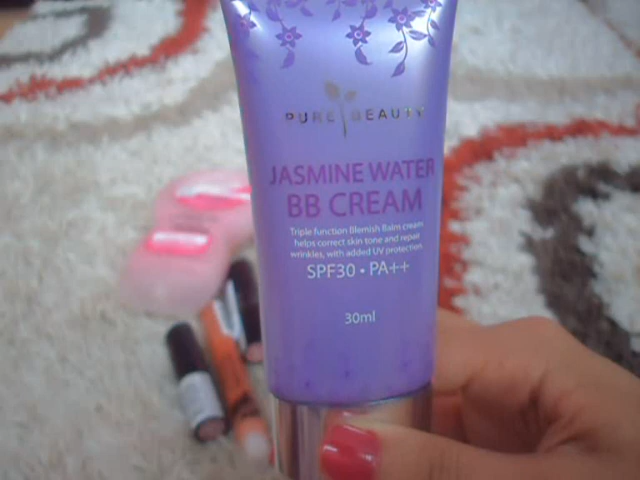 PURE BEAUTY
JASMINE WATER
BB CREAM
Triple function Blemish Balm cream
helps correct skin tone and repair
wrinkles, with added UV protection
SPF30 • PA++
30ml